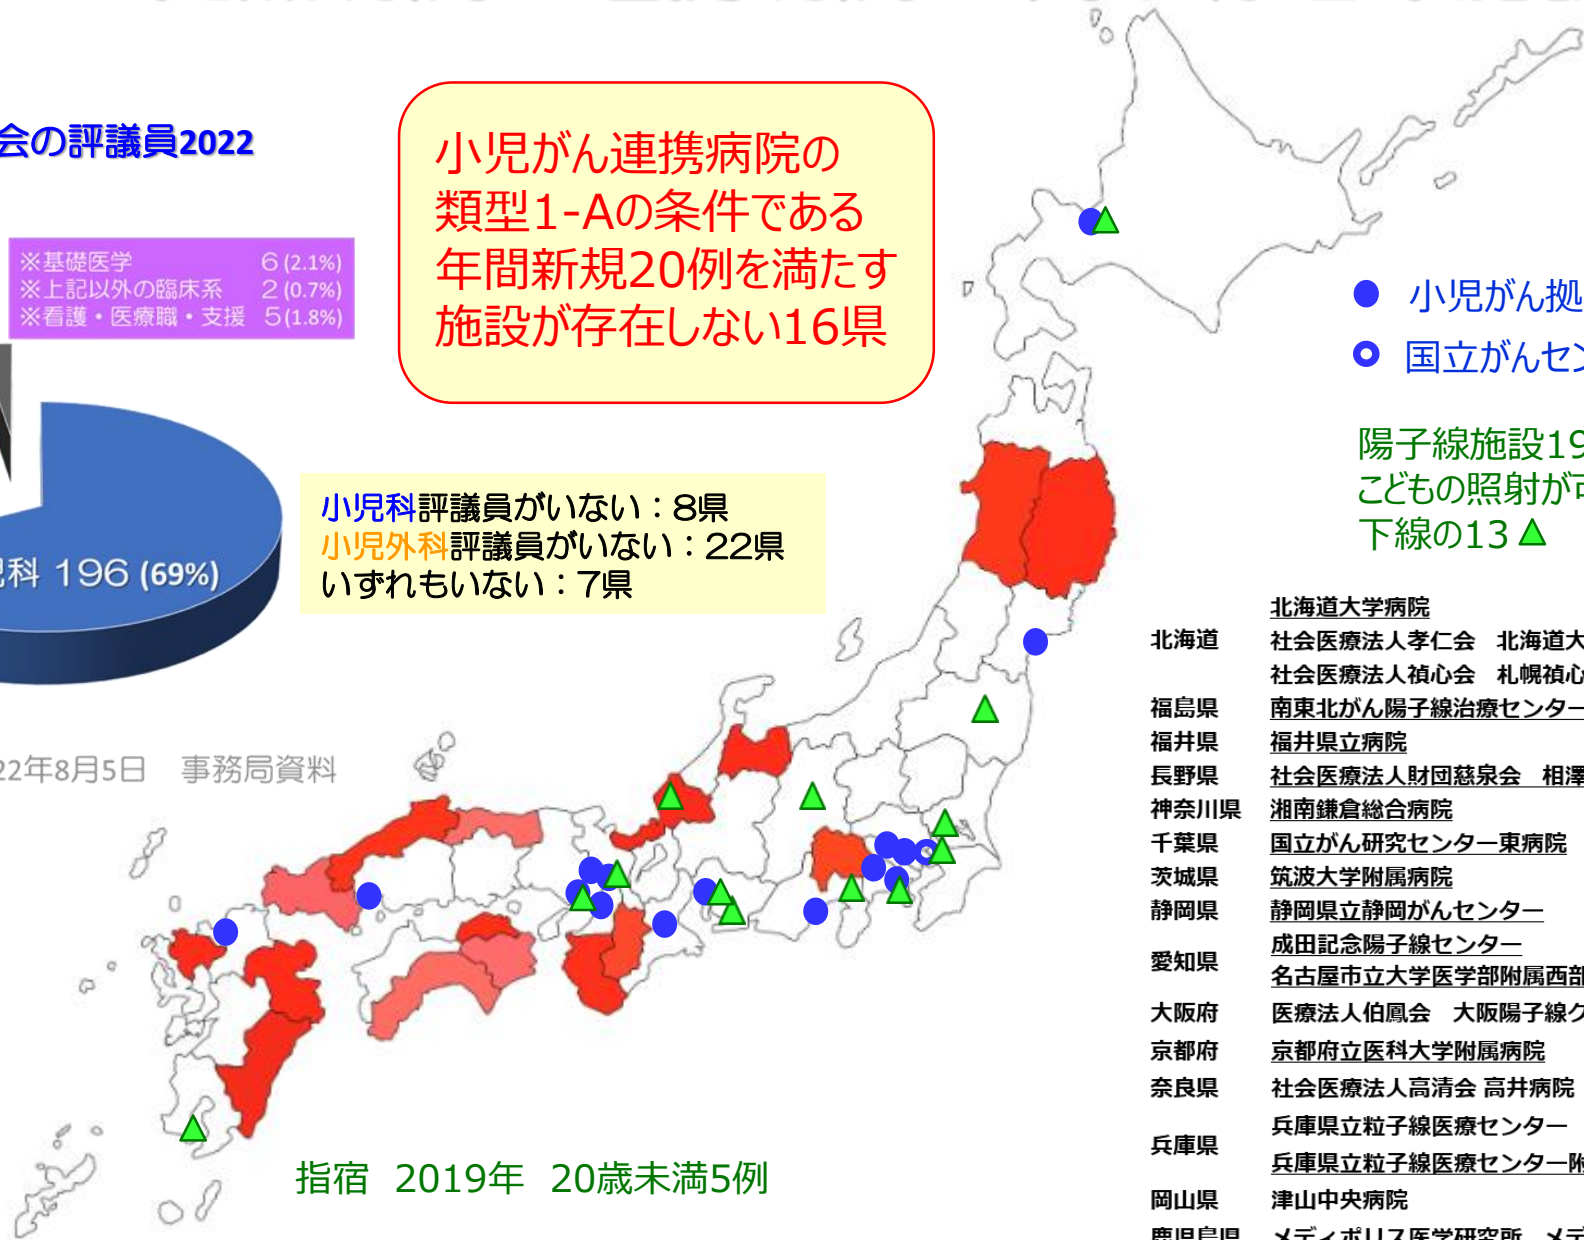 会の評議員2022
※基礎医学 6 (2.1%)
※上記以外の臨床系 2 (0.7%)
※看護・医療職・支援 5(1.8%)
科 196 (69%)
22年8月5日 事務局資料
小児がん連携病院の
類型1-Aの条件である
年間新規20例を満たす
施設が存在しない16県
小児科評議員がいない：8県
小児外科評議員がいない：22県
いずれもいない：7県
● 小児がん拠
国立がんセン
陽子線施設19
こどもの照射が可
下線の13 ▲
北海道大学病院
北海道 社会医療法人孝仁会 北海道大
社会医療法人禎心会 札幌禎心
福島県 南東北がん陽子線治療センター
福井県 福井県立病院
長野県 社会医療法人財団慈泉会 相澤
神奈川県 湘南鎌倉総合病院
千葉県 国立がん研究センター東病院
茨城県 筑波大学附属病院
静岡県 静岡県立静岡がんセンター
愛知県 成田記念陽子線センター
名古屋市立大学医学部附属西部
大阪府 医療法人伯鳳会 大阪陽子線ク
京都府 京都府立医科大学附属病院
奈良県 社会医療法人高清会 高井病院
兵庫県 兵庫県立粒子線医療センター
兵庫県立粒子線医療センター附
岡山県 津山中央病院
鹿児島県 メディポリス医学研究所 メデ
指宿 2019年 20歳未満5例